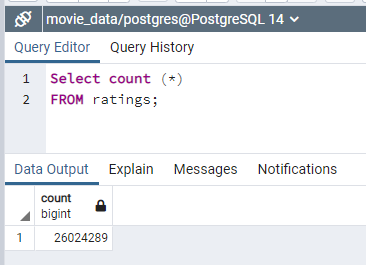 movie_data/postgres@PostgreSQL 14
Query Editor Query History
1 Select count (*)
2 FROM ratings;
Data Output Explain Messages Notifications
count
bigint
1 26024289